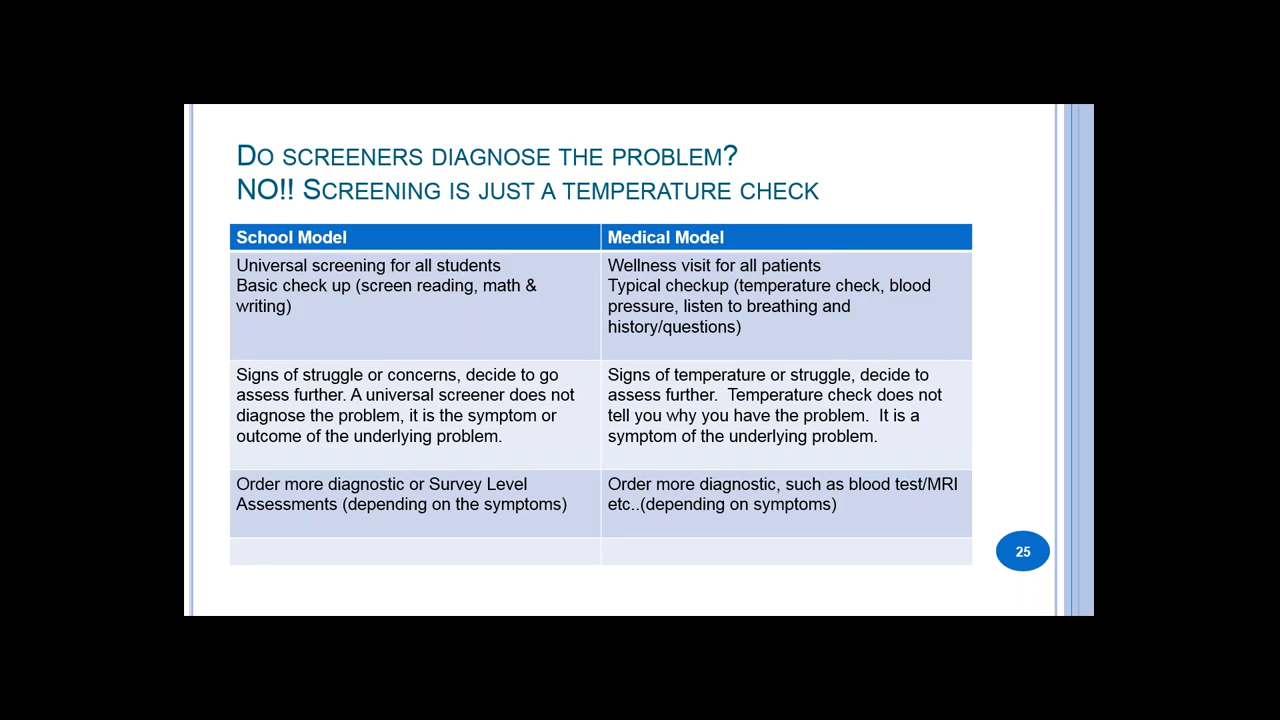 DO SCREENERS DIAGNOSE THE PROBLEM?
NO!! SCREENING IS JUST A TEMPERATURE CHECK
School Model
Medical Model
Universal screening for all students
Basic check up (screen reading, math &
writing)
Wellness visit for all patients
Typical checkup (temperature check, blood
pressure, listen to breathing and
history/questions)
Signs of struggle or concerns, decide to go
assess further. A universal screener does not
diagnose the problem, it is the symptom or
outcome of the underlying problem.
Signs of temperature or struggle, decide to
assess further.  Temperature check does not
tell you why you have the problem.  It is a
symptom of the underlying problem.
Order more diagnostic or Survey Level
Assessments (depending on the symptoms)
Order more diagnostic, such as blood test/MRI
etc..(depending on symptoms)
25